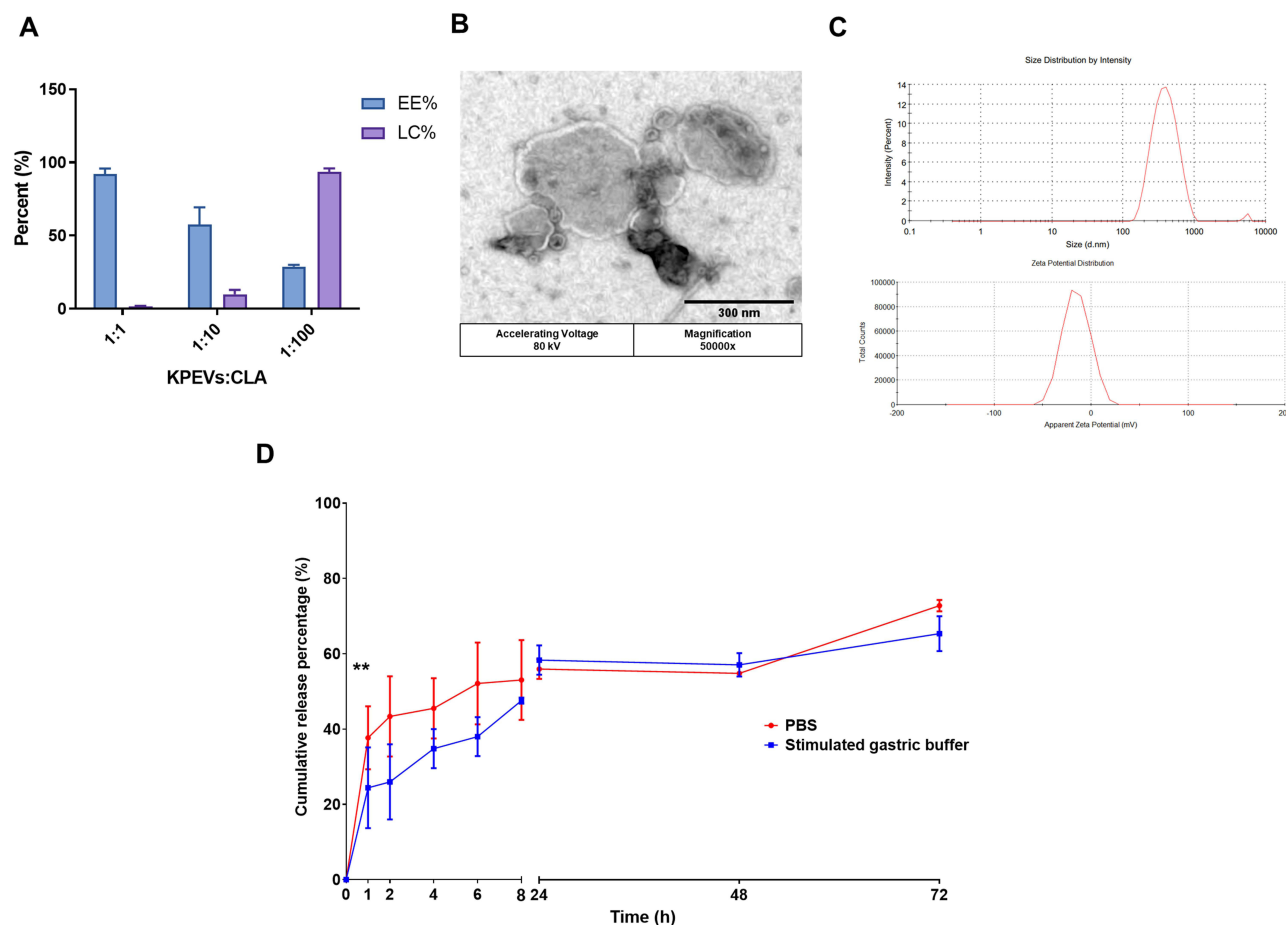 A
150
100
50
0
Percent (%)
1:1
1:10
1:100
KPEVs:CLA
EE%
LC%
B
300 nm
Accelerating Voltage
80 kV
Magnification
50000x
C
Size Distribution by Intensity
14
12
10
8
6
4
2
0
Intensity (Percent)
0.1 1 10 100 1000 10000
Size (d.nm)
Zeta Potential Distribution
100000
80000
60000
40000
20000
0
Total Counts
-200 -100 0 100 20
Apparent Zeta Potential (mV)
D
100
80
60
40
20
0
Cumulative release percentage (%)
**
PBS
Stimulated gastric buffer
0 1 2 4 6 8 24 48 72
Time (h)